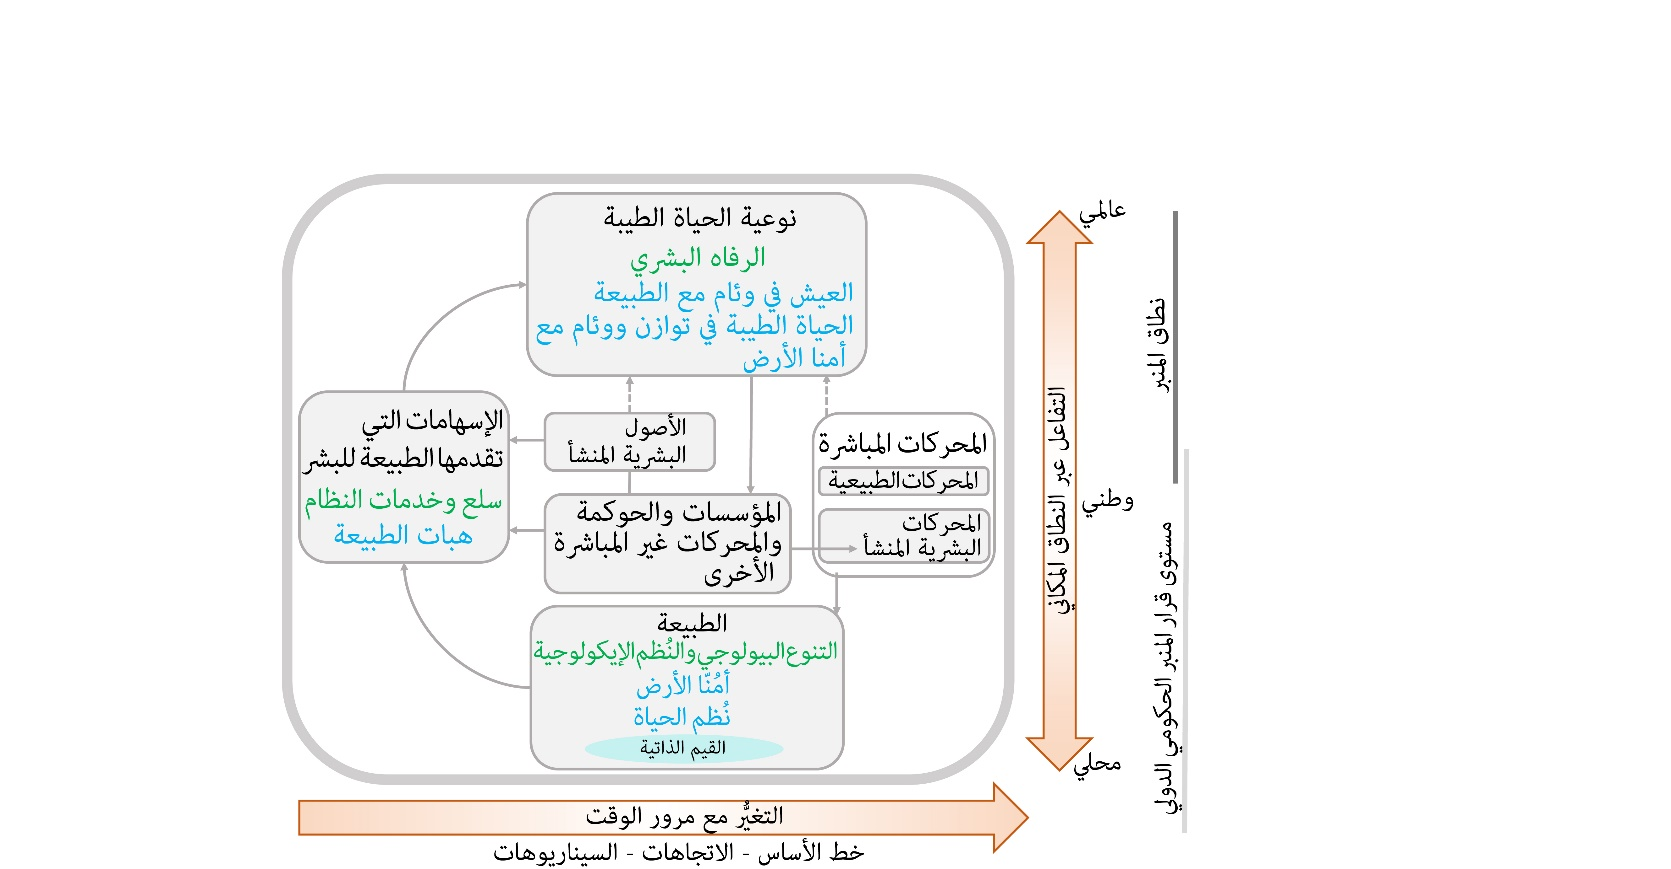 نوعية الحياة الطيبة
الرفاه البشري
العيش في وئام مع الطبيعة
الحياة الطيبة في توازن ووئام مع
أمنا الأرض
الإسهامات التي
تقدمها الطبيعة للبشر
سلع وخدمات النظام
هبات الطبيعة
الأصول
البشرية المنشأ
المحركات المباشرة
المحركات الطبيعية
المحركات
البشرية المنشأ
المؤسسات والحوكمة
والمحركات غير المباشرة
الأخرى
الطبيعة
التنوع البيولوجي والنُظم الإيكولوجية
أمُنّا الأرض
نُظم الحياة
القيم الذاتية
عالمي
وطني
محلي
التفاعل عبر النطاق المكاني
نطاق المنبر
مستوى قرار المنبر الحكومي الدولي
التغيُّر مع مرور الوقت
خط الأساس - الاتجاهات - السيناريوهات